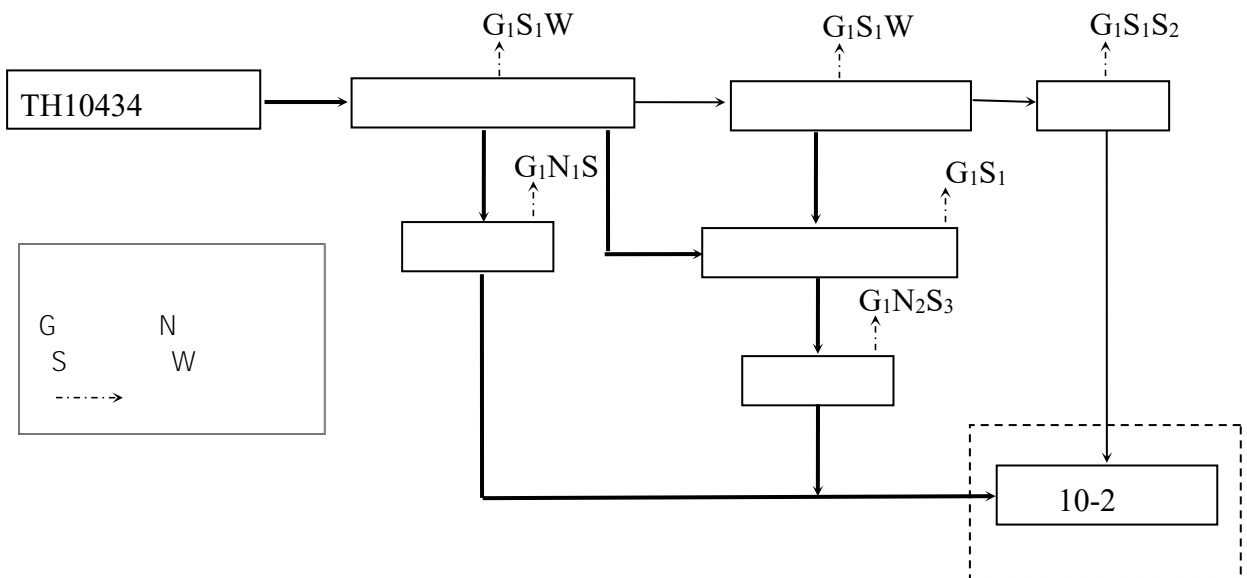 G₁S₁W
G₁S₁W
G₁S₁S₂
TH10434
G₁N₁S
G₁S₁
G₁N₂S₃
G N
S W
10-2